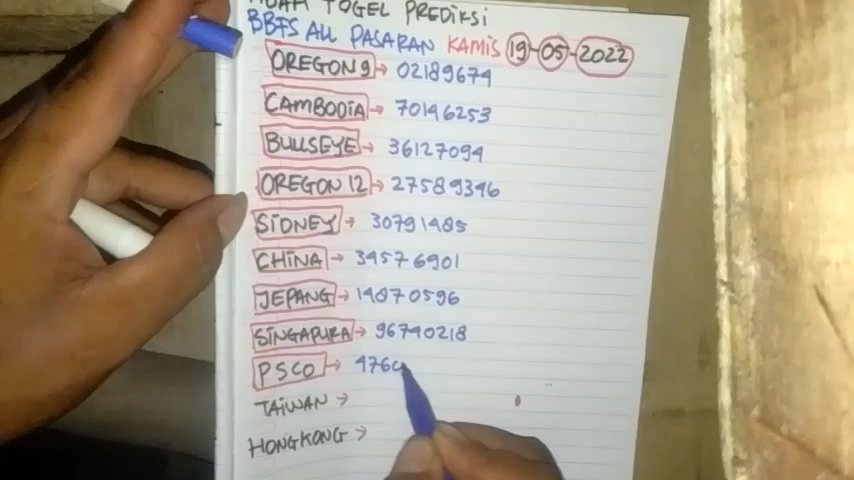 TOGEL PREDIKSI
BBFS ALL PASARAN KAMIS 19-05-2022
OREGON 9 → 02189674
CAMBODIA → 70146253
BULLSEYE → 36127094
OREGON 12 → 27589346
SIDNEY → 30791485
CHINA → 34576901
JEPANG → 14870596
SINGAPURA → 96740218
PSCO → 476
TAIWAN →
HONGKONG →